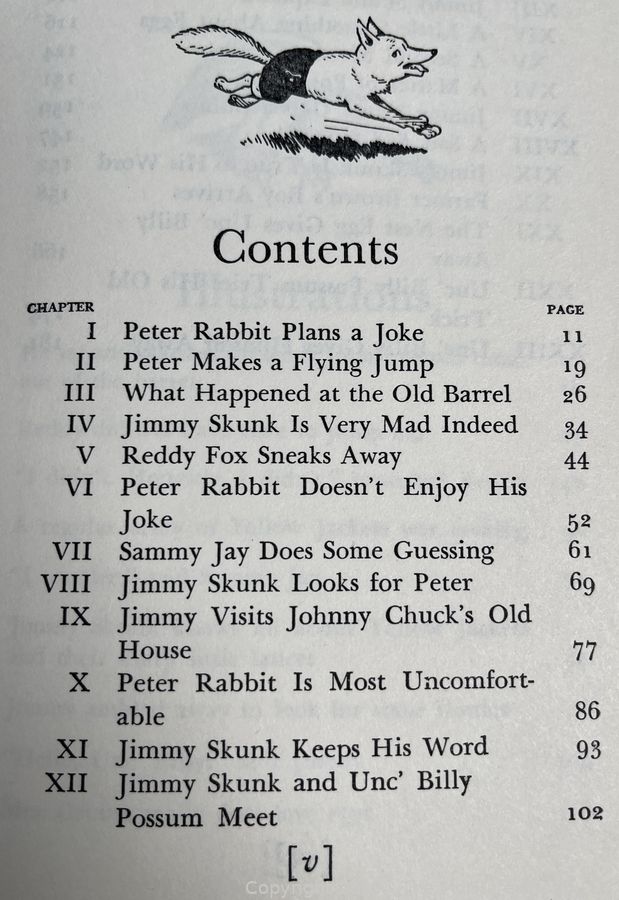 Contents
CHAPTER PAGE
I Peter Rabbit Plans a Joke 11
II Peter Makes a Flying Jump 19
III What Happened at the Old Barrel 26
IV Jimmy Skunk Is Very Mad Indeed 34
V Reddy Fox Sneaks Away 44
VI Peter Rabbit Doesn't Enjoy His
Joke 52
VII Sammy Jay Does Some Guessing 61
VIII Jimmy Skunk Looks for Peter 69
IX Jimmy Visits Johnny Chuck's Old
House 77
X Peter Rabbit Is Most Uncomfort-
able 86
XI Jimmy Skunk Keeps His Word 93
XII Jimmy Skunk and Unc' Billy
Possum Meet 102
[v]